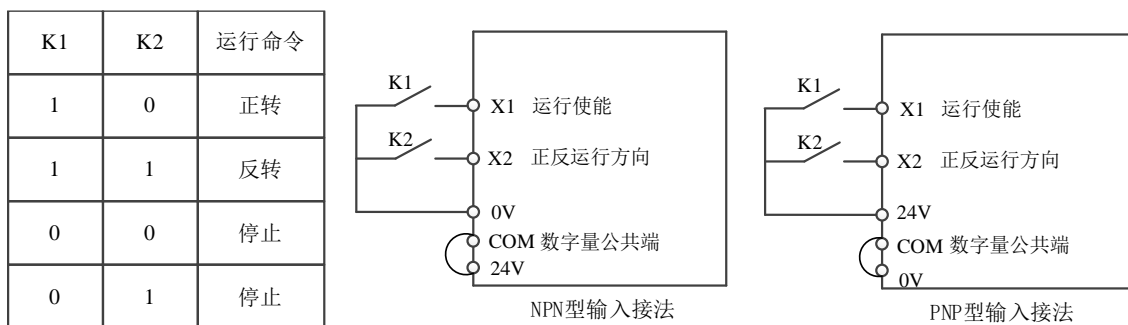 K1 K2 运行命令
1 0 正转
1 1 反转
0 0 停止
0 1 停止
K1
X1 运行使能
K2
X2 正反运行方向
0V
COM 数字量公共端
24V
NPN型输入接法
K1
X1 运行使能
K2
X2 正反运行方向
24V
COM 数字量公共端
0V
PNP型输入接法